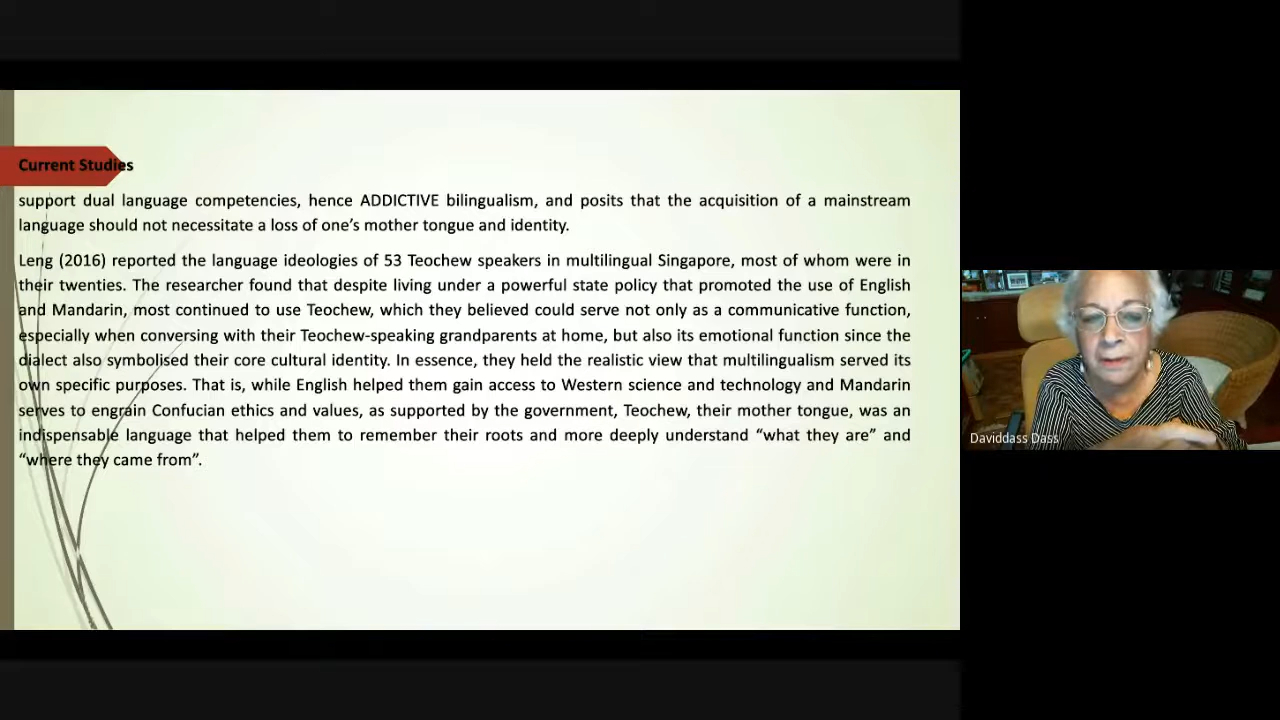 Current Studies
support dual language competencies, hence ADDICTIVE bilingualism, and posits that the acquisition of a mainstream
language should not necessitate a loss of one’s mother tongue and identity.
Leng (2016) reported the language ideologies of 53 Teochew speakers in multilingual Singapore, most of whom were in
their twenties. The researcher found that despite living under a powerful state policy that promoted the use of English
and Mandarin, most continued to use Teochew, which they believed could serve not only as a communicative function,
especially when conversing with their Teochew-speaking grandparents at home, but also its emotional function since the
dialect also symbolised their core cultural identity. In essence, they held the realistic view that multilingualism served its
own specific purposes. That is, while English helped them gain access to Western science and technology and Mandarin
serves to engrain Confucian ethics and values, as supported by the government, Teochew, their mother tongue, was an
indispensable language that helped them to remember their roots and more deeply understand “what they are” and
“where they came from”.
Daviddass Dass